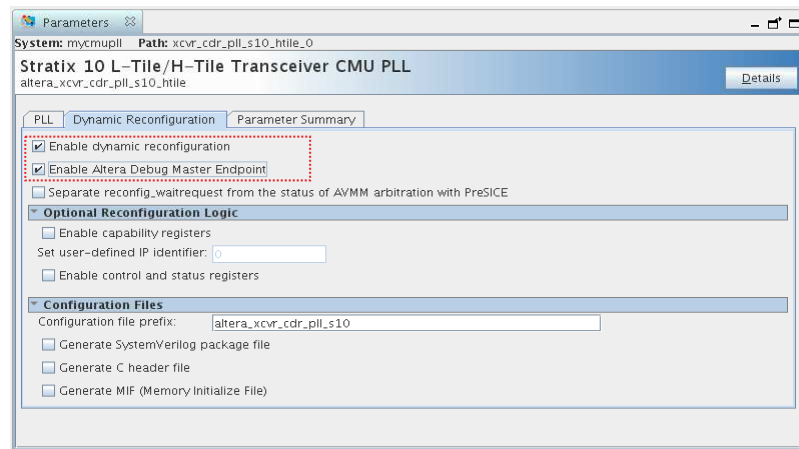 Parameters
System: mycmupll Path: xcvr_cdr_pll_s10_htile_0
Stratix 10 L-Tile/H-Tile Transceiver CMU PLL
altera_xcvr_cdr_pll_s10_htile
Details
PLL Dynamic Reconfiguration Parameter Summary
Enable dynamic reconfiguration
Enable Altera Debug Master Endpoint
Separate reconfig_waitrequest from the status of AVMM arbitration with PreSICE
Optional Reconfiguration Logic
Enable capability registers
Set user-defined IP identifier: 0
Enable control and status registers
Configuration Files
Configuration file prefix: altera_xcvr_cdr_pll_s10
Generate SystemVerilog package file
Generate C header file
Generate MIF (Memory Initialize File)